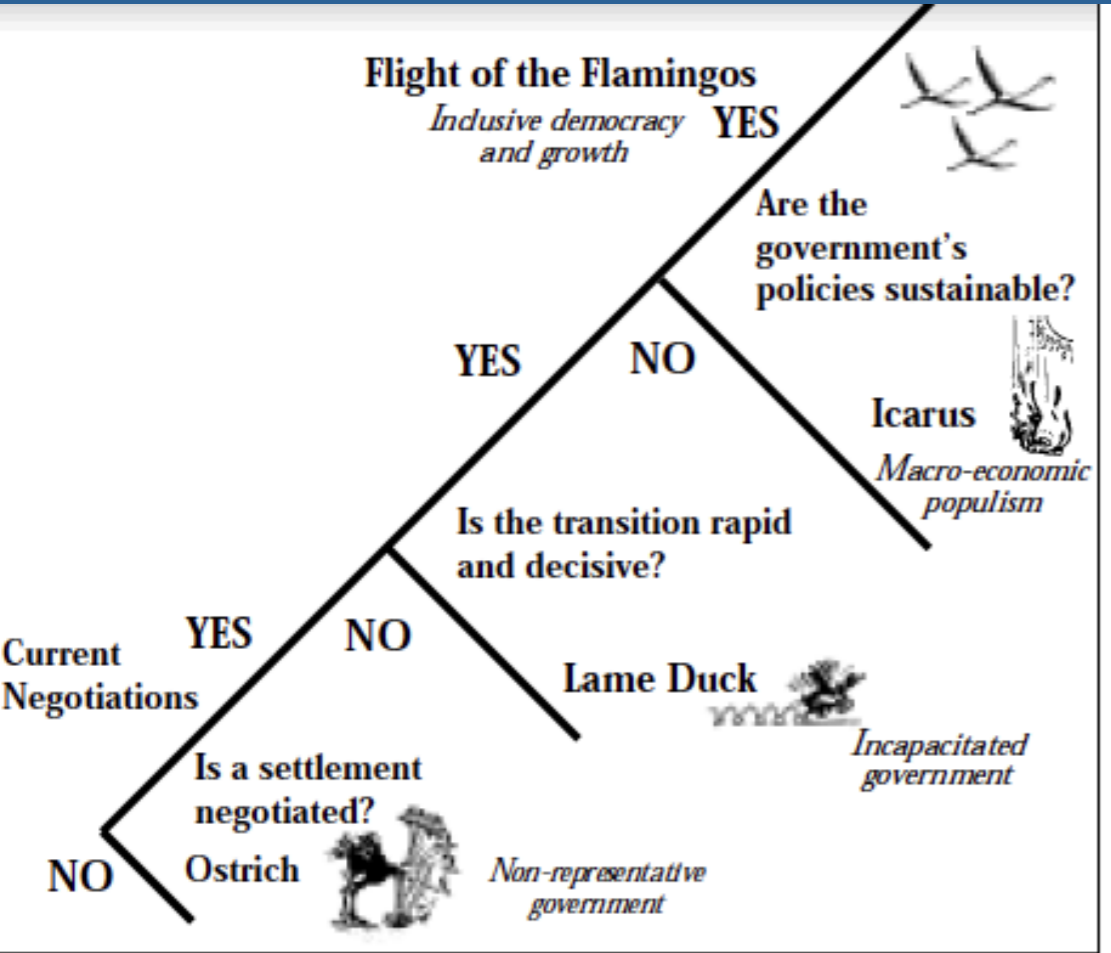 Flight of the Flamingos
Inclusive democracy
and growth
YES
Are the
government's
policies sustainable?
YES
NO
Icarus
Macro-economic
populism
Is the transition rapid
and decisive?
YES
NO
Current
Negotiations
Lame Duck
Incapacitated
government
Is a settlement
negotiated?
NO
Ostrich
Non-representative
government